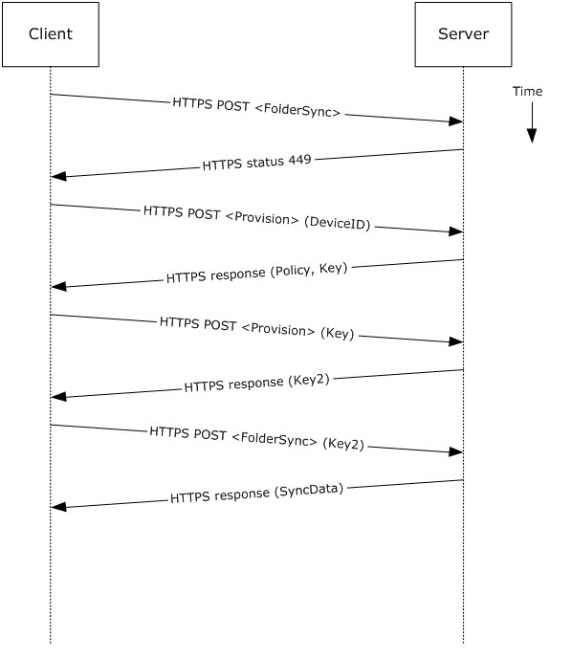 Client
Server
Time
HTTPS POST <FolderSync>
HTTPS status 449
HTTPS POST <Provision> (DeviceID)
HTTPS response (Policy, Key)
HTTPS POST <Provision> (Key)
HTTPS response (Key2)
HTTPS POST <FolderSync> (Key2)
HTTPS response (SyncData)